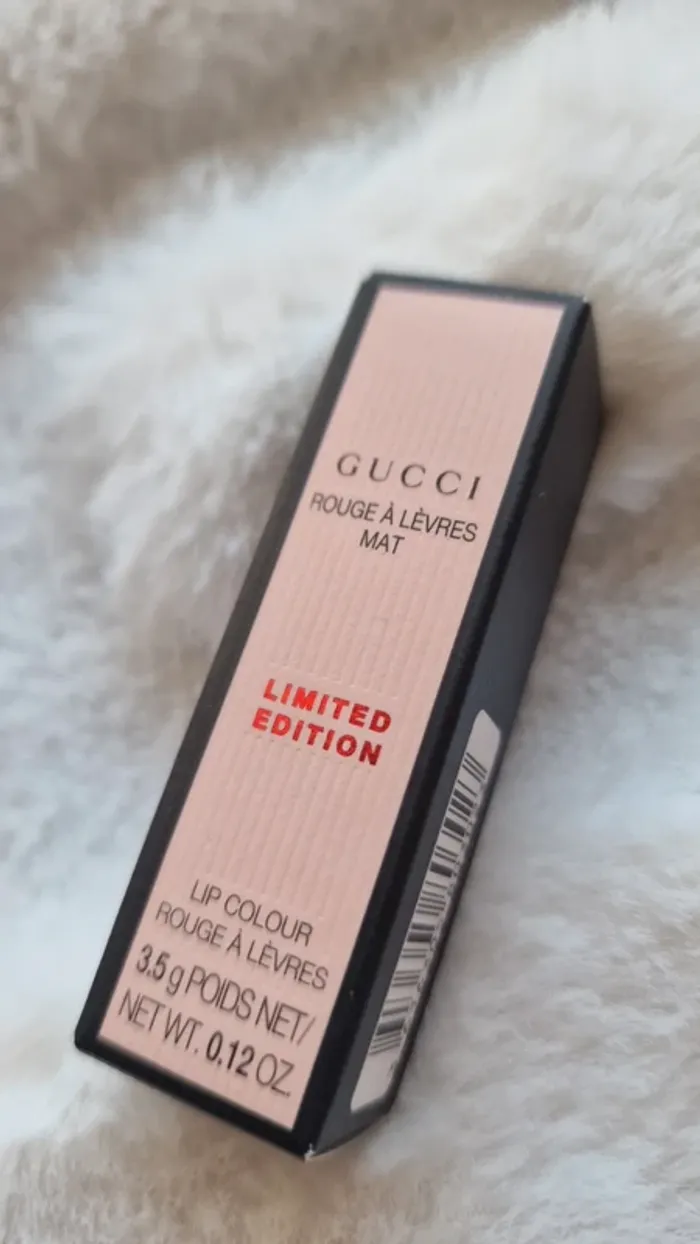 GUCCI
ROUGE À LÈVRES
MAT
LIMITED
EDITION
LIP COLOUR
ROUGE À LÈVRES
3.5 g POIDS NET/
NET WT. 0.12 OZ.